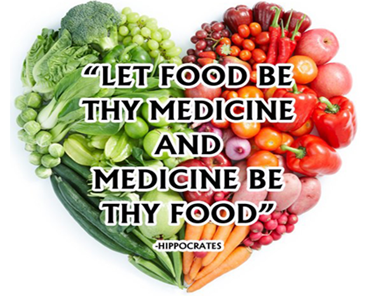 “LET FOOD BE
THY MEDICINE
AND
MEDICINE BE
THY FOOD”
-HIPPOCRATES